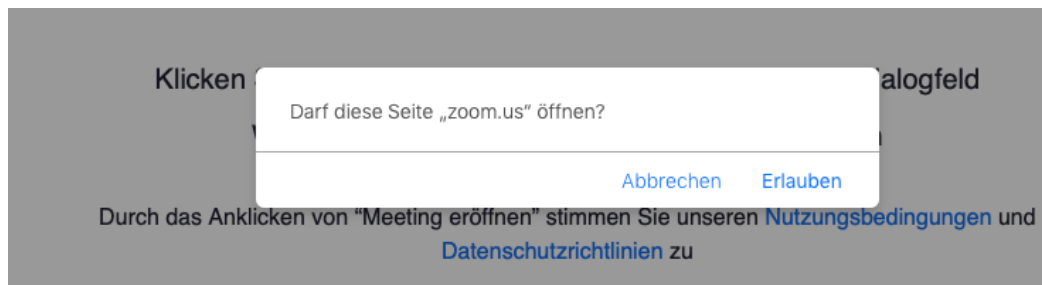 Klicken
alogfeld
Darf diese Seite „zoom.us“ öffnen?
Abbrechen Erlauben
Durch das Anklicken von “Meeting eröffnen” stimmen Sie unseren Nutzungsbedingungen und
Datenschutzrichtlinien zu